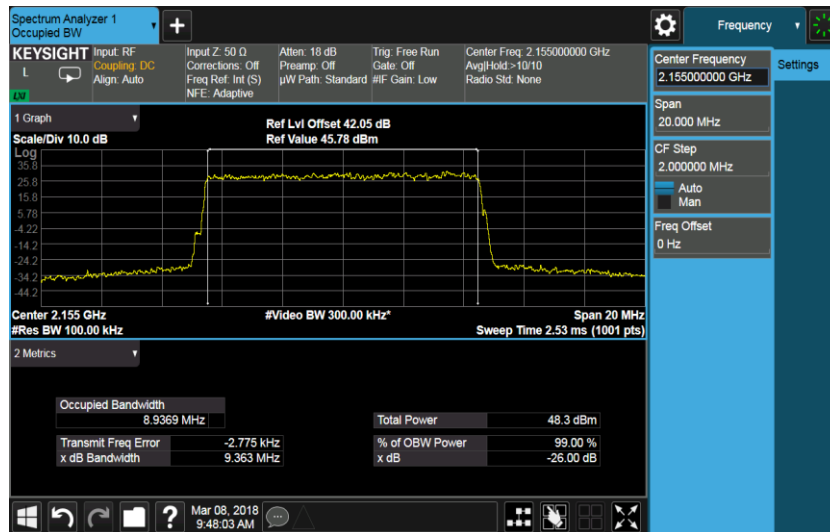 Spectrum Analyzer 1
Occupied BW
Frequency
KEYSIGHT
Input: RF
Coupling: DC
Align: Auto
Input Z: 50 Ω
Corrections: Off
Freq Ref: Int (S)
NFE: Adaptive
Atten: 18 dB
Preamp: Off
µW Path: Standard
Trig: Free Run
Gate: Off
#IF Gain: Low
Center Freq: 2.155000000 GHz
Avg|Hold:>10/10
Radio Std: None
L
LXI
Center Frequency
2.155000000 GHz
Settings
Span
20.000 MHz
CF Step
2.000000 MHz
Auto
Man
Freq Offset
0 Hz
1 Graph
Scale/Div 10.0 dB
Ref Lvl Offset 42.05 dB
Ref Value 45.78 dBm
Log
35.8
25.8
15.8
5.78
-4.22
-14.2
-24.2
-34.2
-44.2
Center 2.155 GHz
#Res BW 100.00 kHz
#Video BW 300.00 kHz*
Span 20 MHz
Sweep Time 2.53 ms (1001 pts)
2 Metrics
Occupied Bandwidth
8.9369 MHz
Total Power 48.3 dBm
Transmit Freq Error -2.775 kHz
% of OBW Power 99.00 %
x dB Bandwidth 9.363 MHz
x dB -26.00 dB
?
Mar 08, 2018
9:48:03 AM